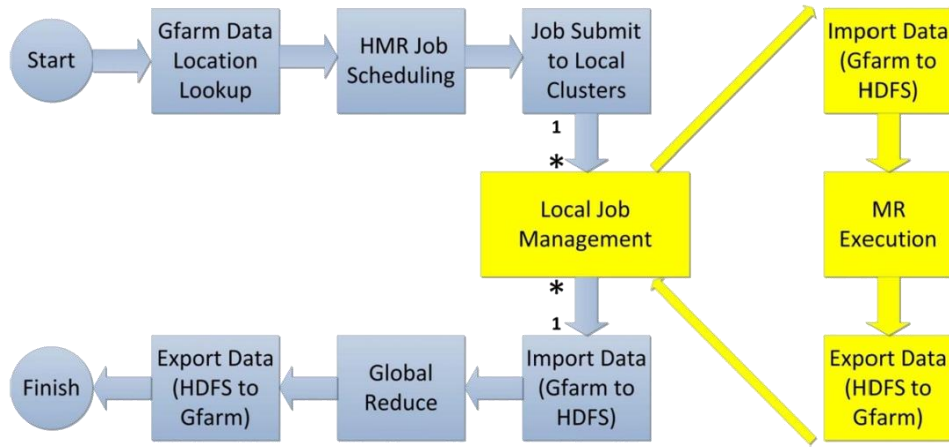 Start
Gfarm Data
Location
Lookup
HMR Job
Scheduling
Job Submit
to Local
Clusters
Import Data
(Gfarm to
HDFS)
1
*
Local Job
Management
MR
Execution
*
1
Finish
Export Data
(HDFS to
Gfarm)
Global
Reduce
Import Data
(Gfarm to
HDFS)
Export Data
(HDFS to
Gfarm)